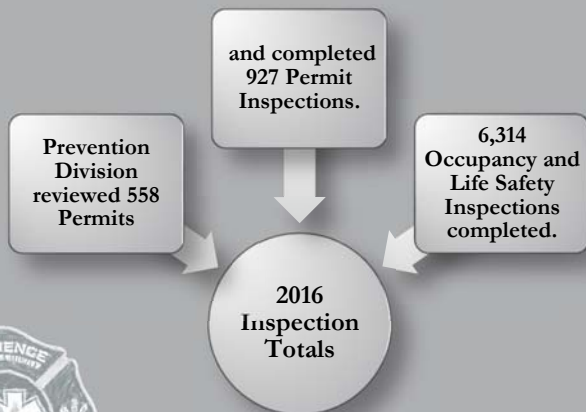 Prevention
Division
reviewed 558
Permits
and completed
927 Permit
Inspections.
6,314
Occupancy and
Life Safety
Inspections
completed.
2016
Inspection
Totals